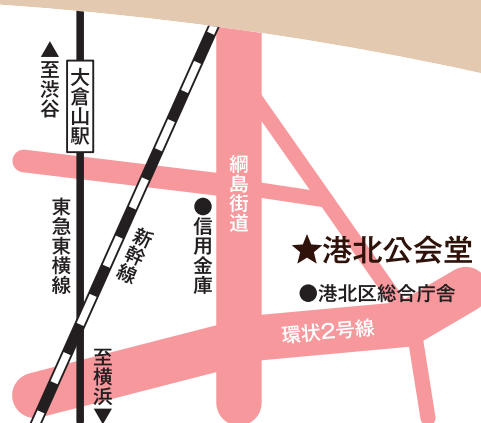 ▲至渋谷
大倉山駅
東急東横線
新幹線
●信用金庫
綱島街道
★港北公会堂
●港北区総合庁舎
環状2号線
至横浜▼